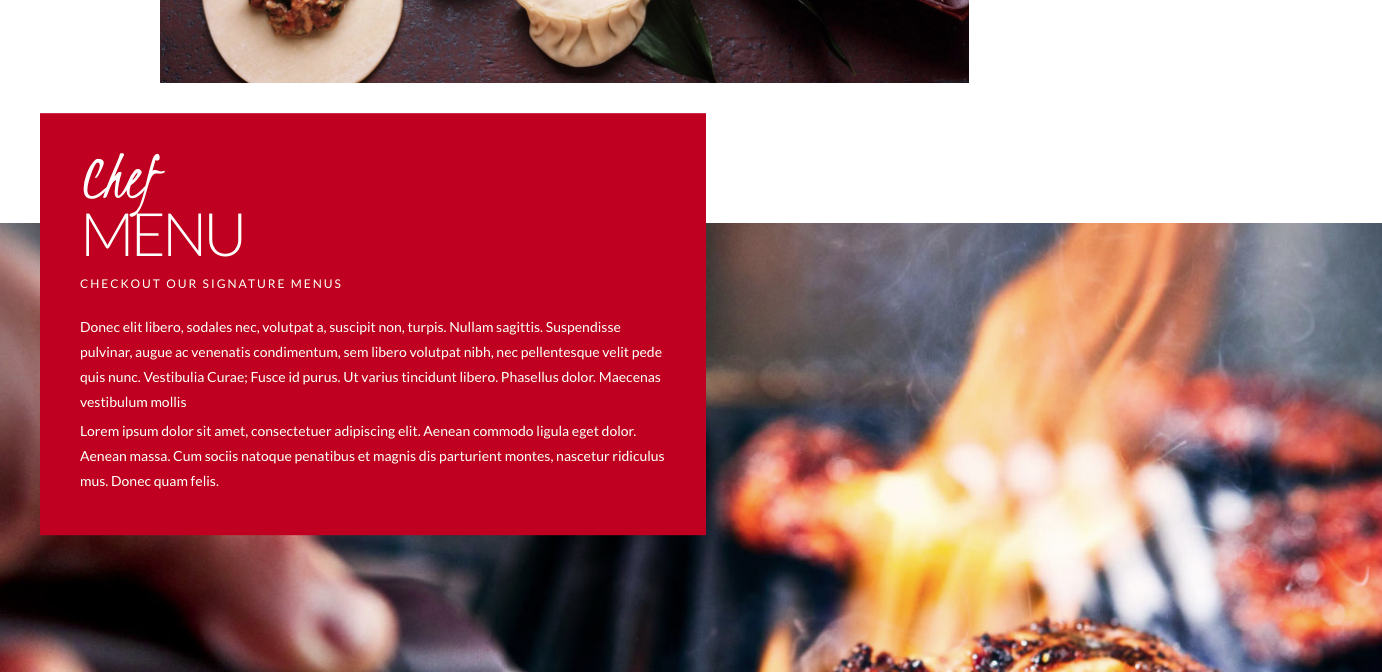 Chef
MENU
CHECKOUT OUR SIGNATURE MENUS
Donec elit libero, sodales nec, volutpat a, suscipit non, turpis. Nullam sagittis. Suspendisse
pulvinar, augue ac venenatis condimentum, sem libero volutpat nibh, nec pellentesque velit pede
quis nunc. Vestibulia Curae; Fusce id purus. Ut varius tincidunt libero. Phasellus dolor. Maecenas
vestibulum mollis
Lorem ipsum dolor sit amet, consectetuer adipiscing elit. Aenean commodo ligula eget dolor.
Aenean massa. Cum sociis natoque penatibus et magnis dis parturient montes, nascetur ridiculus
mus. Donec quam felis.